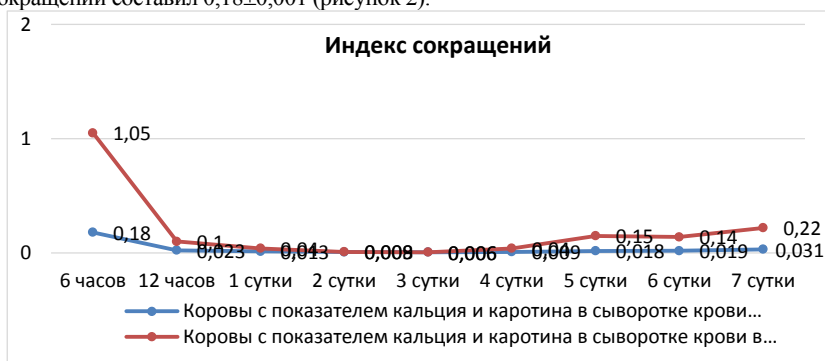 сокращений составил 0,18±0,001 (рисунок 2).
Индекс сокращений
2
1
0
1,05 0,1 0,04 0,04 0,15 0,14 0,22
0,18 0,023 0,013 0,006 0,009 0,018 0,019 0,031
6 часов 12 часов 1 сутки 2 сутки 3 сутки 4 сутки 5 сутки 6 сутки 7 сутки
Коровы с показателем кальция и каротина в сыворотке крови…
Коровы с показателем кальция и каротина в сыворотке крови в…